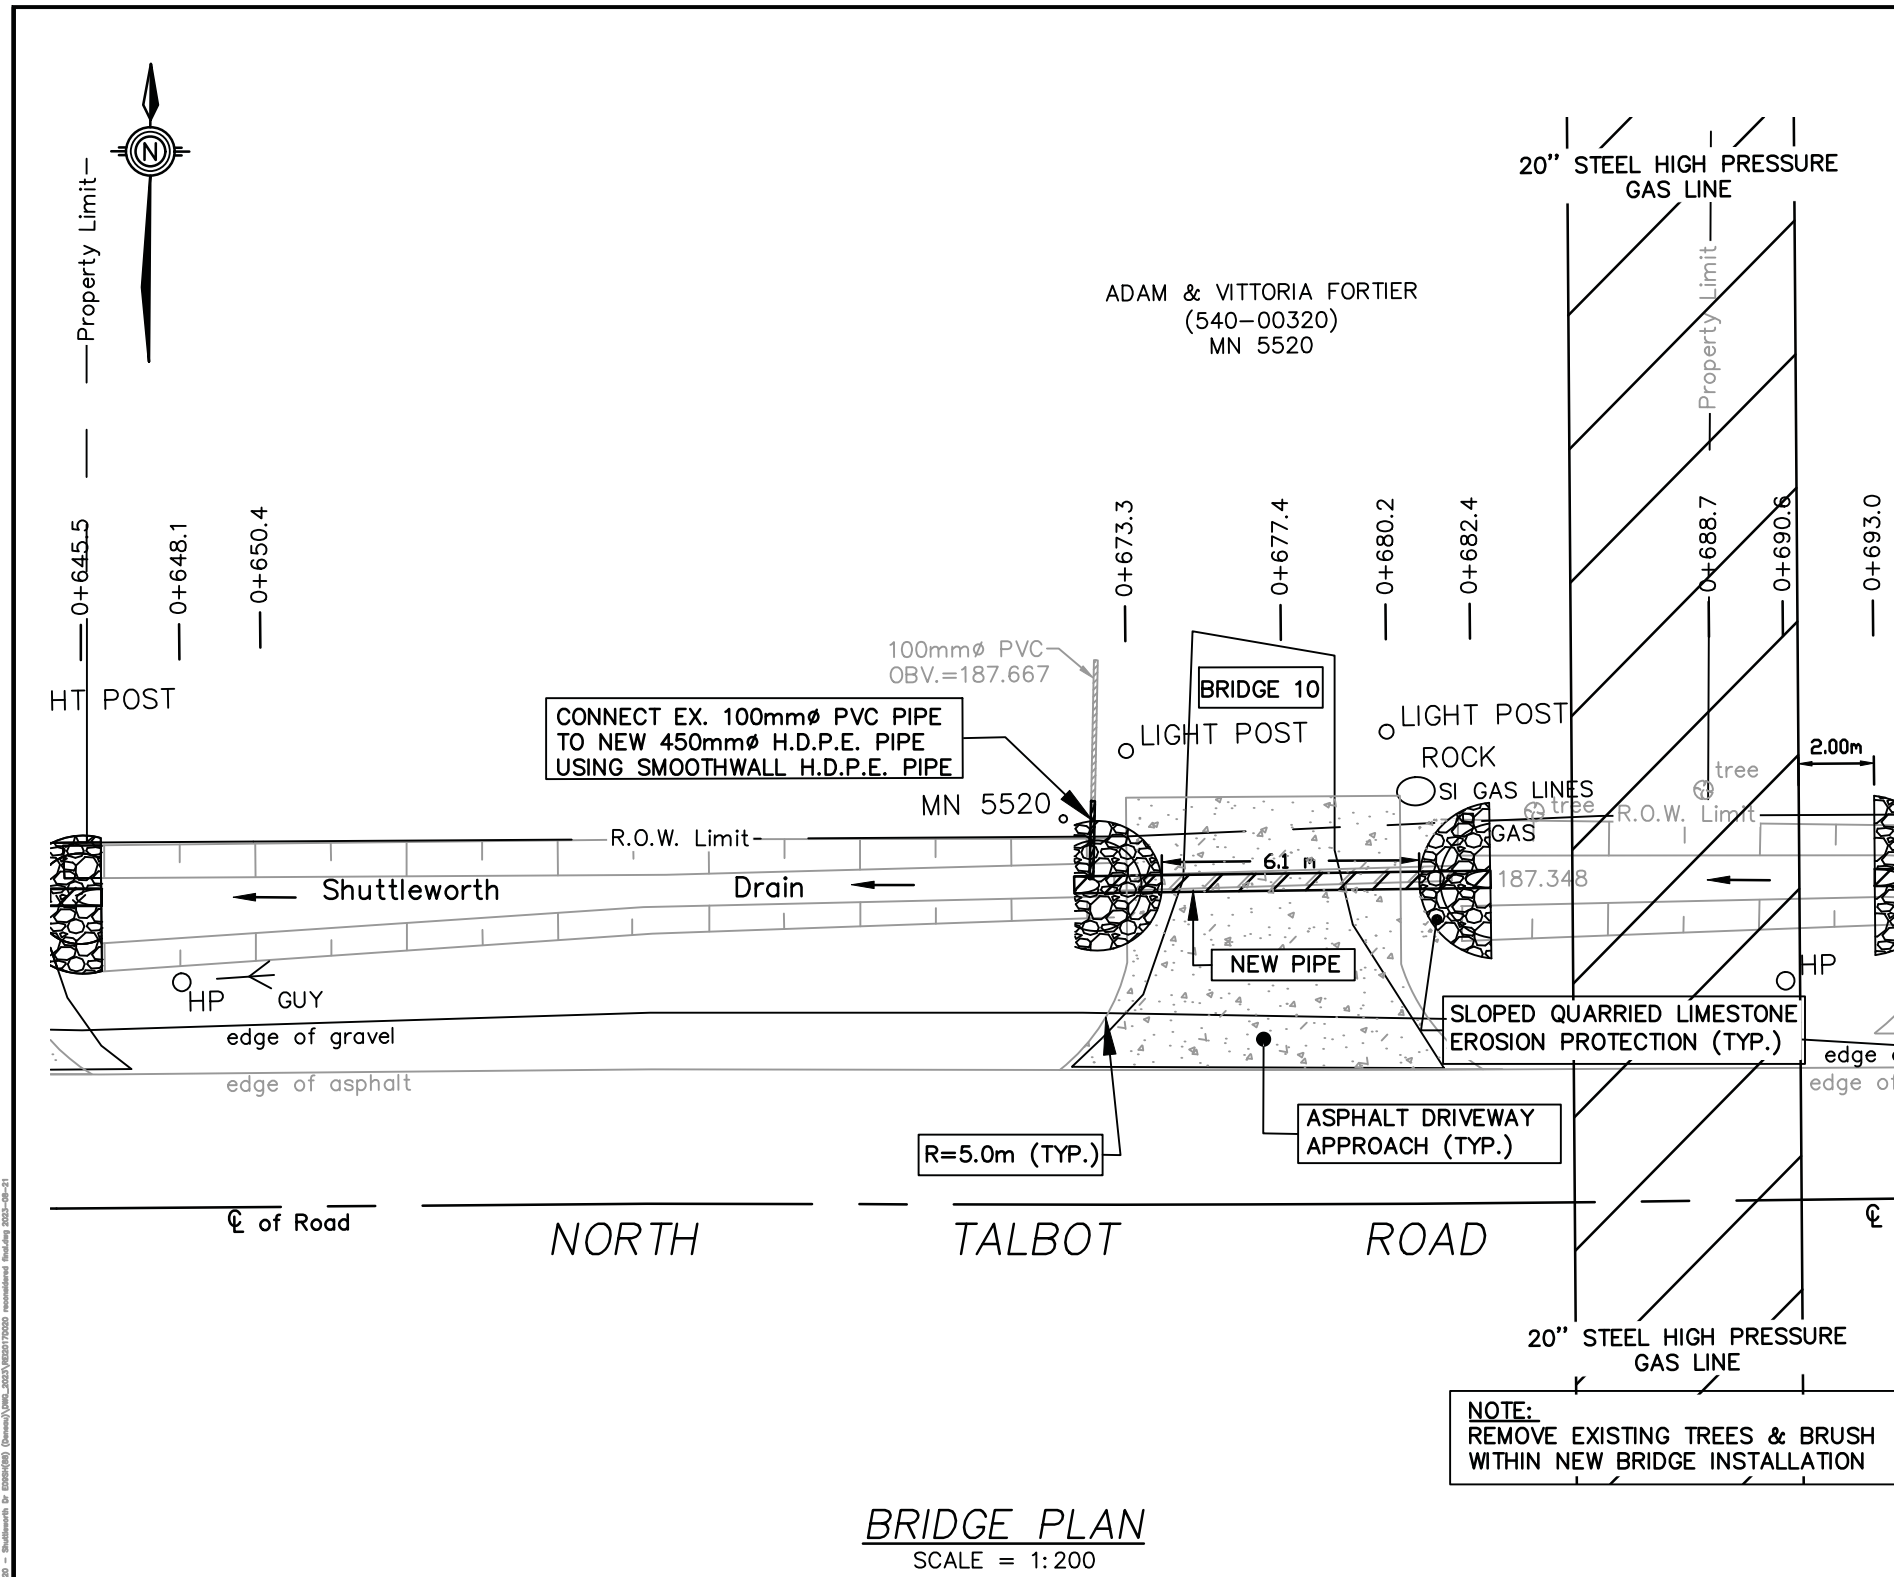 N
Property Limit
20" STEEL HIGH PRESSURE
GAS LINE
Property Limit
ADAM & VITTORIA FORTIER
(540-00320)
MN 5520
0+645.5
0+648.1
0+650.4
0+673.3
0+677.4
0+680.2
0+682.4
0+688.7
0+690.6
0+693.0
HT POST
100mmø PVC
OBV.=187.667
BRIDGE 10
CONNECT EX. 100mmø PVC PIPE
TO NEW 450mmø H.D.P.E. PIPE
USING SMOOTHWALL H.D.P.E. PIPE
LIGHT POST
LIGHT POST
ROCK
2.00m
tree
SI GAS LINES
tree
MN 5520
R.O.W. Limit
GAS
R.O.W. Limit
6.1 m
Shuttleworth Drain
187.348
NEW PIPE
HP
GUY
HP
SLOPED QUARRIED LIMESTONE
EROSION PROTECTION (TYP.)
edge of gravel
edge
edge of asphalt
edge of
ASPHALT DRIVEWAY
APPROACH (TYP.)
R=5.0m (TYP.)
℄ of Road
℄
NORTH TALBOT ROAD
20" STEEL HIGH PRESSURE
GAS LINE
NOTE:
REMOVE EXISTING TREES & BRUSH
WITHIN NEW BRIDGE INSTALLATION
BRIDGE PLAN
SCALE = 1:200